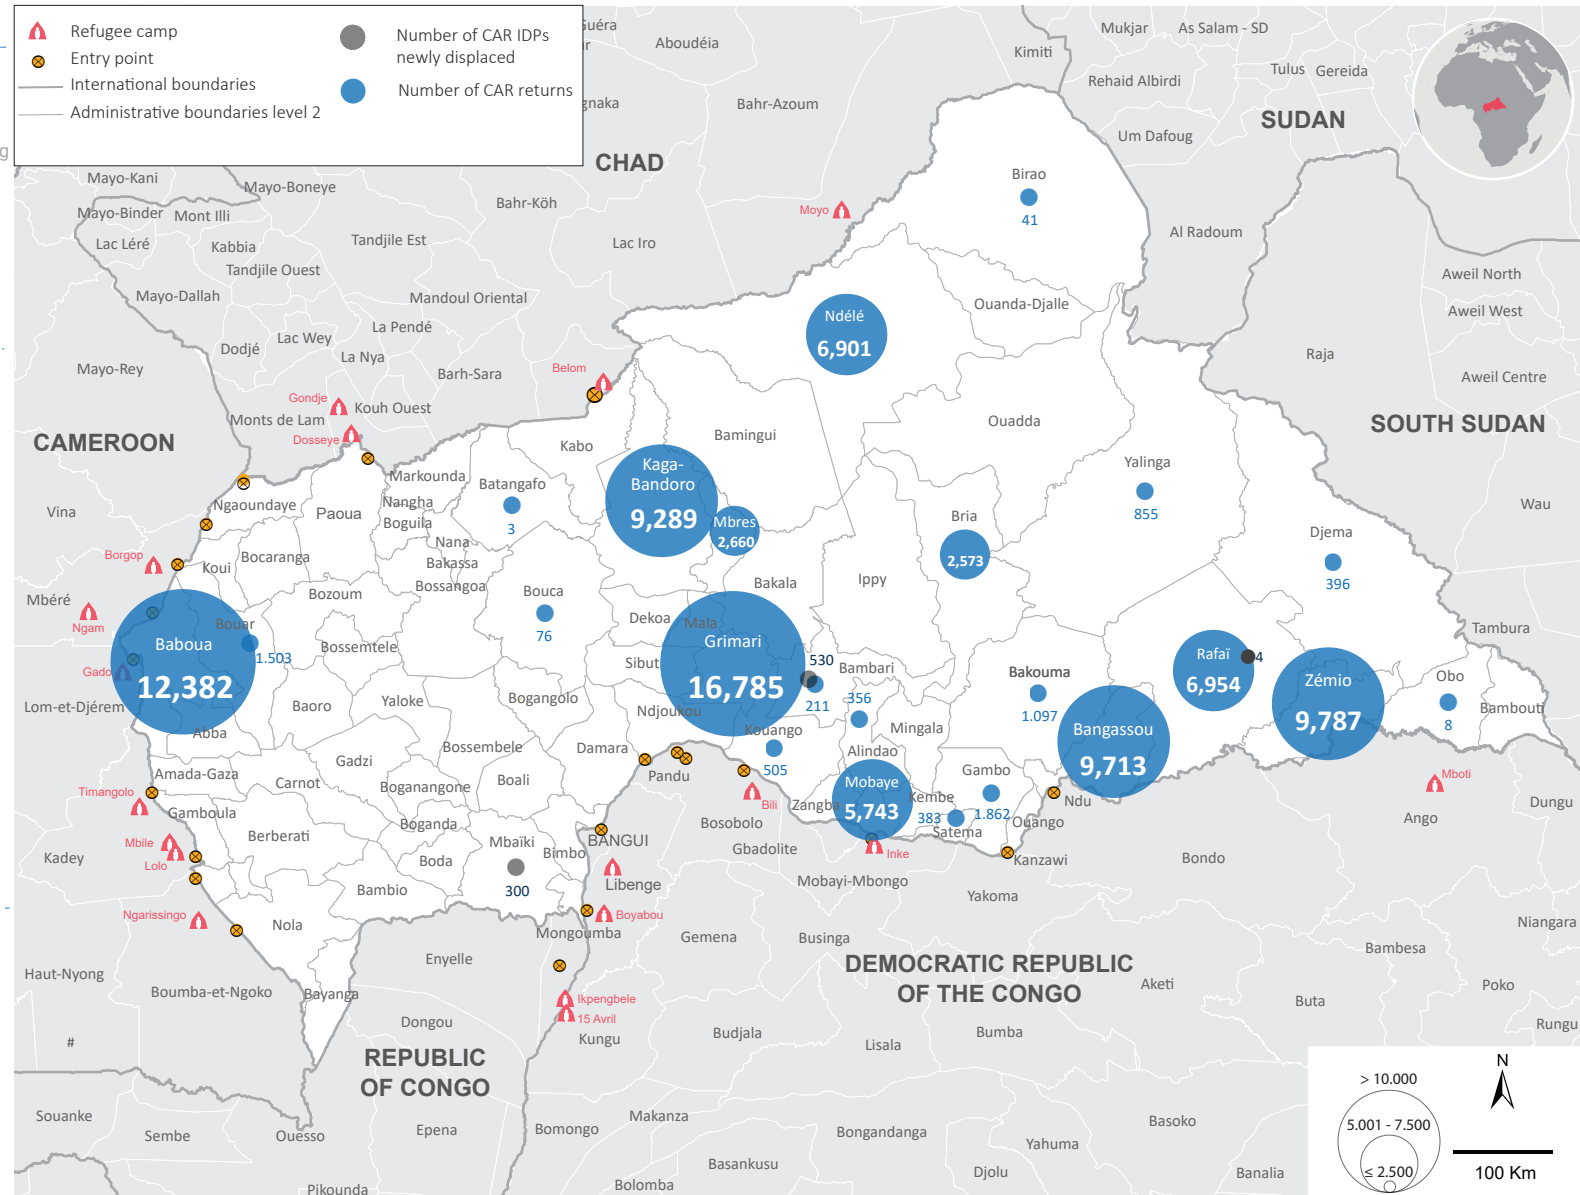 Refugee camp
Entry point
International boundaries
Administrative boundaries level 2
Number of CAR IDPs
newly displaced
Number of CAR returns
g
Guéra
Aboudéia
Kimiti
Mukjar
As Salam - SD
Tulus
Gereida
Rehaid Albirdi
gnaka
Bahr-Azoum
SUDAN
Um Dafoug
CHAD
Mayo-Kani
Mayo-Boneye
Birao
41
Bahr-Köh
Moyo
Mayo-Binder
Mont Illi
Lac Léré
Kabbia
Tandjile Est
Lac Iro
Al Radoum
Tandjile Ouest
Aweil North
Mayo-Dallah
Mandoul Oriental
Ouanda-Djalle
Aweil West
Ndélé
6,901
La Pendé
Lac Wey
Dodjé
La Nya
Raja
Mayo-Rey
Barh-Sara
Belom
Aweil Centre
Gondje
Kouh Ouest
Monts de Lam
Dosseye
Ouadda
SOUTH SUDAN
CAMEROON
Kabo
Bamingui
Kaga-
Bandoro
9,289
Yalinga
855
Markounda
Batangafo
3
Nangha
Boguila
Ngaoundaye
Paoua
Vina
Wau
Mbres
2,660
Bria
2,573
Djema
396
Nana
Bakassa
Bossangoa
Borgop
Koui
Bocaranga
Bozoum
Bouca
76
Bakala
Ippy
Mbéré
Ngam
Dekoa
Mala
Bouar
1.503
Bossemtele
Baboua
12,382
Gado
Grimari
16,785
Sibut
530
211
Bambari
Tambura
Rafaï
6,954
4
Zémio
9,787
Obo
8
Bambouti
Bakouma
1.097
Lom-et-Djérem
Abba
Baoro
Yaloke
Bogangolo
Ndjoukou
356
Mingala
Bangassou
9,713
Kouango
505
Alindao
Bossembele
Damara
Gadzi
Boali
Pandu
Gambo
1.862
Amada-Gaza
Carnot
Boganangone
Mobaye
5,743
Kembe
383
Satema
Mboti
Timangolo
Gamboula
Bili
Zangba
Ndu
Dungu
Ouango
Ango
Berberati
Boganda
Bosobolo
Mbaïki
300
Bimbo
BANGUI
Mbile
Lolo
Gbadolite
Inke
Kanzawi
Bondo
Kadey
Boda
Bambio
Libenge
Mobayi-Mbongo
Yakoma
Ngarissingo
Nola
Boyabou
Mongoumba
Niangara
Gemena
Businga
Bambesa
DEMOCRATIC REPUBLIC
OF THE CONGO
Enyelle
Haut-Nyong
Boumba-et-Ngoko
Bayanga
Aketi
Poko
Ikpengbele
15 Avril
Buta
Dongou
Kungu
Budjala
Bumba
Rungu
#
Lisala
REPUBLIC
OF CONGO
N
> 10.000
5.001 - 7.500
≤ 2.500
100 Km
Souanke
Sembe
Ouesso
Epena
Bomongo
Makanza
Bongandanga
Basoko
Yahuma
Basankusu
Djolu
Banalia
Bolomba
Pikounda